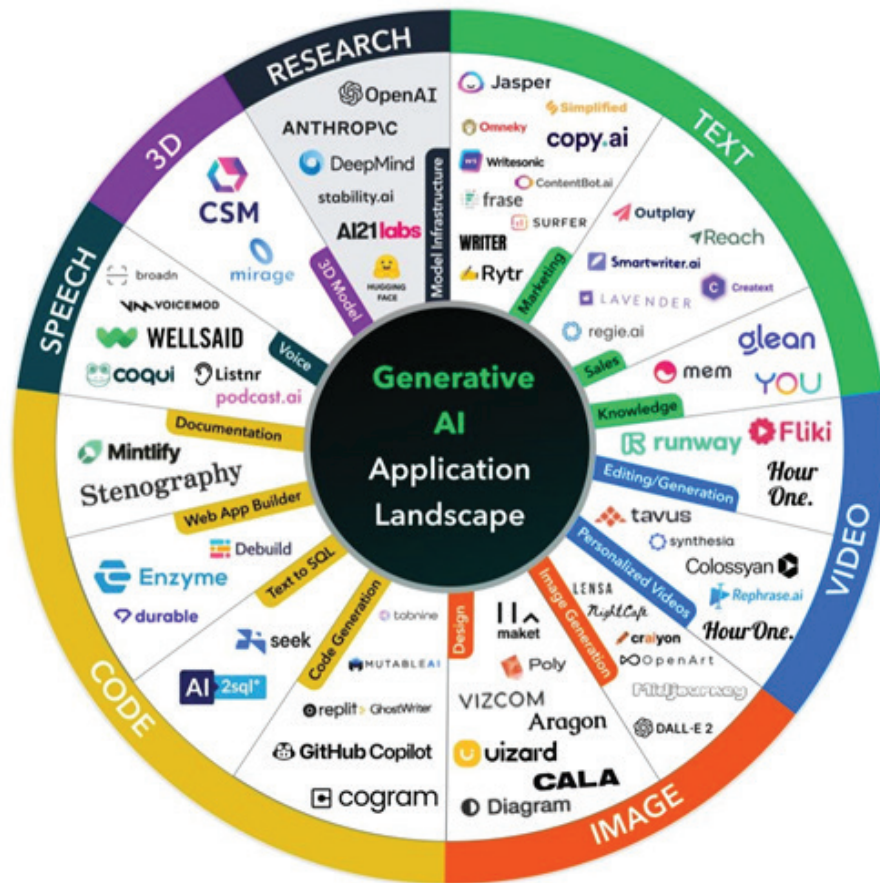 RESEARCH
OpenAI
ANTHROP\C
DeepMind
stability.ai
AI21labs
HUGGING
FACE
Model Infrastructure
TEXT
Jasper
Simplified
Omneky
copy.ai
Writesonic
ContentBot.ai
frase
SURFER
WRITER
Rytr
Marketing
Outplay
Reach
Smartwriter.ai
Creatext
LAVENDER
regie.ai
Sales
glean
mem
YOU
Knowledge
VIDEO
runway
Fliki
Hour
One.
Editing/Generation
tavus
synthesia
Colossyan
Rephrase.ai
HourOne.
Personalized Videos
IMAGE
LENSA
NightCafe
craiyon
OpenArt
Midjourney
DALL·E 2
Image Generation
maket
Poly
VIZCOM
Aragon
uizard
CALA
Diagram
Design
CODE
tabnine
MUTABLEAI
replit GhostWriter
GitHub Copilot
cogram
Code Generation
seek
AI 2sql
Text to SQL
Debuild
Enzyme
durable
Web App Builder
Mintlify
Stenography
Documentation
SPEECH
broadn
VOICEMOD
WELLSAID
coqui
Listnr
podcast.ai
Voice
3D
CSM
mirage
3D Model
Generative
AI
Application
Landscape